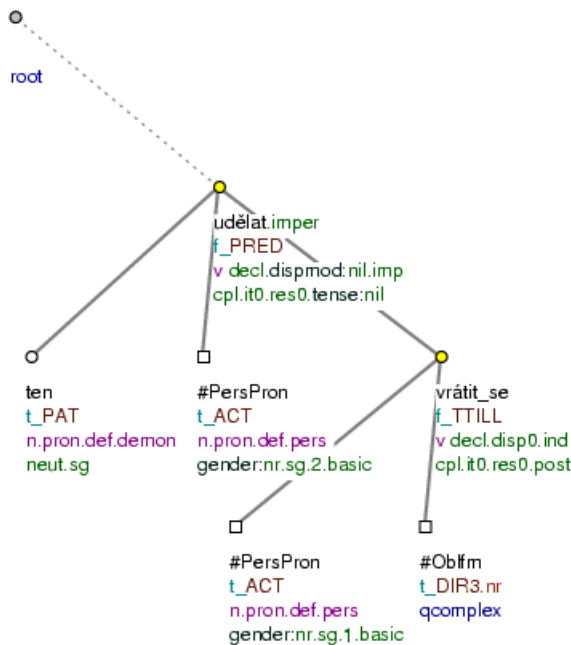 root
udělat.imper
f_PRED
v decl.dispmod:nil.imp
cpl.it0.res0.tense:nil
ten
t_PAT
n.pron.def.demon
neut.sg
#PersPron
t_ACT
n.pron.def.pers
gender:nr.sg.2.basic
vrátit_se
f_TTILL
v decl.disp0.ind
cpl.it0.res0.post
#PersPron
t_ACT
n.pron.def.pers
gender:nr.sg.1.basic
#Oblfm
t_DIR3.nr
qcomplex